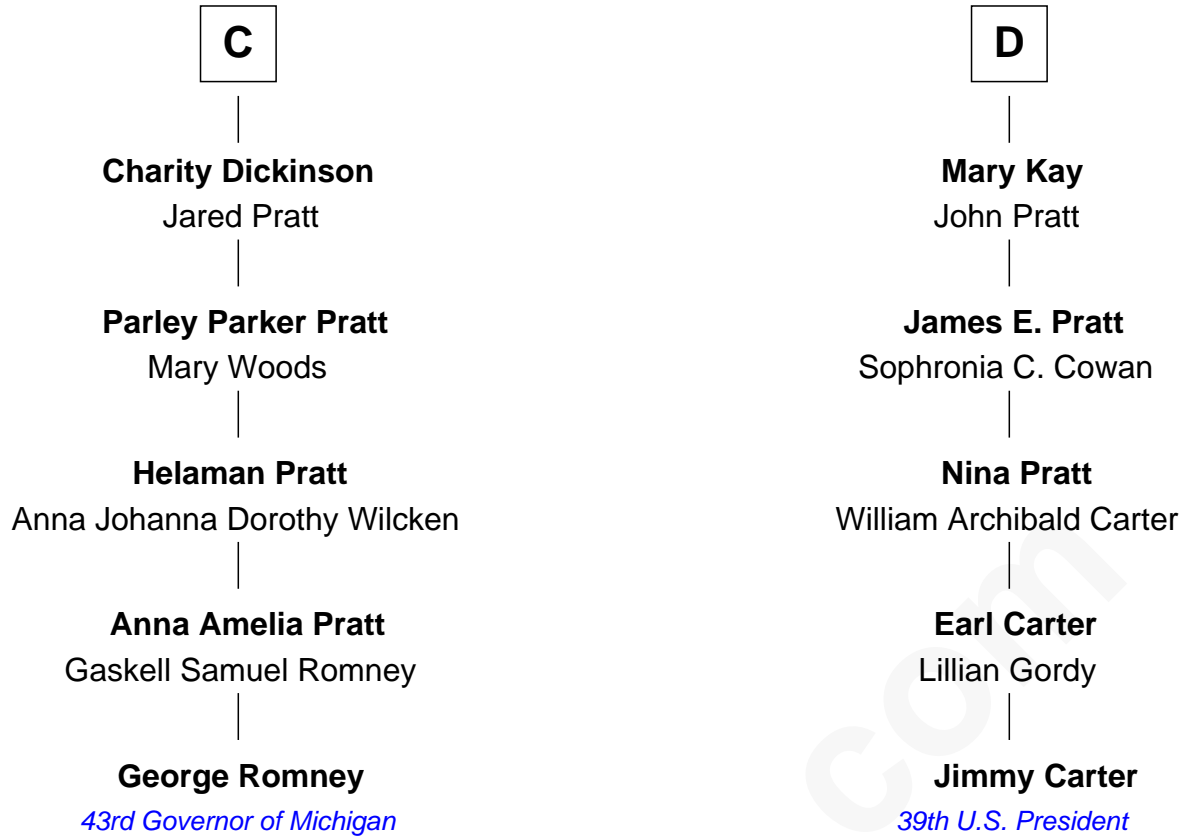 C
Charity Dickinson
Jared Pratt
Parley Parker Pratt
Mary Woods
Helaman Pratt
Anna Johanna Dorothy Wilcken
Anna Amelia Pratt
Gaskell Samuel Romney
George Romney
43rd Governor of Michigan
D
Mary Kay
John Pratt
James E. Pratt
Sophronia C. Cowan
Nina Pratt
William Archibald Carter
Earl Carter
Lillian Gordy
Jimmy Carter
39th U.S. President
com